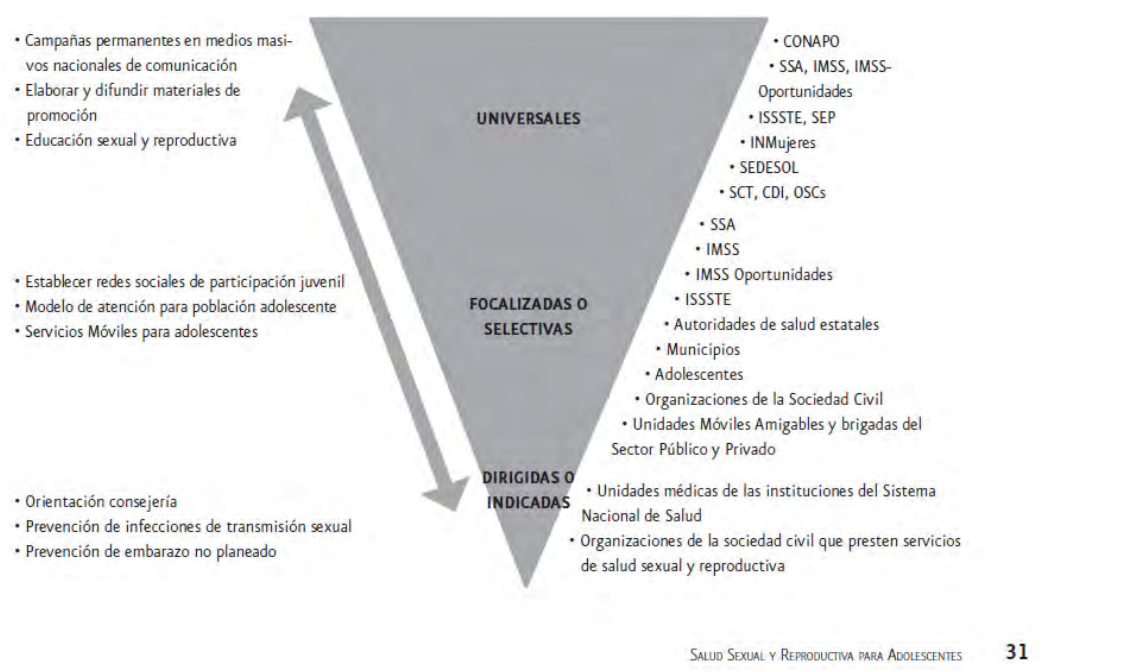 • Campañas permanentes en medios masi-
vos nacionales de comunicación
• Elaborar y difundir materiales de
promoción
• Educación sexual y reproductiva
UNIVERSALES
• CONAPO
• SSA, IMSS, IMSS-
Oportunidades
• ISSSTE, SEP
• INMujeres
• SEDESOL
• SCT, CDI, OSCs
• Establecer redes sociales de participación juvenil
• Modelo de atención para población adolescente
• Servicios Móviles para adolescentes
FOCALIZADAS O
SELECTIVAS
• SSA
• IMSS
• IMSS Oportunidades
• ISSSTE
• Autoridades de salud estatales
• Municipios
• Adolescentes
• Organizaciones de la Sociedad Civil
• Unidades Móviles Amigables y brigadas del
Sector Público y Privado
• Orientación consejería
• Prevención de infecciones de transmisión sexual
• Prevención de embarazo no planeado
DIRIGIDAS O
INDICADAS
• Unidades médicas de las instituciones del Sistema
Nacional de Salud
• Organizaciones de la sociedad civil que presten servicios
de salud sexual y reproductiva
SALUD SEXUAL Y REPRODUCTIVA PARA ADOLESCENTES 31